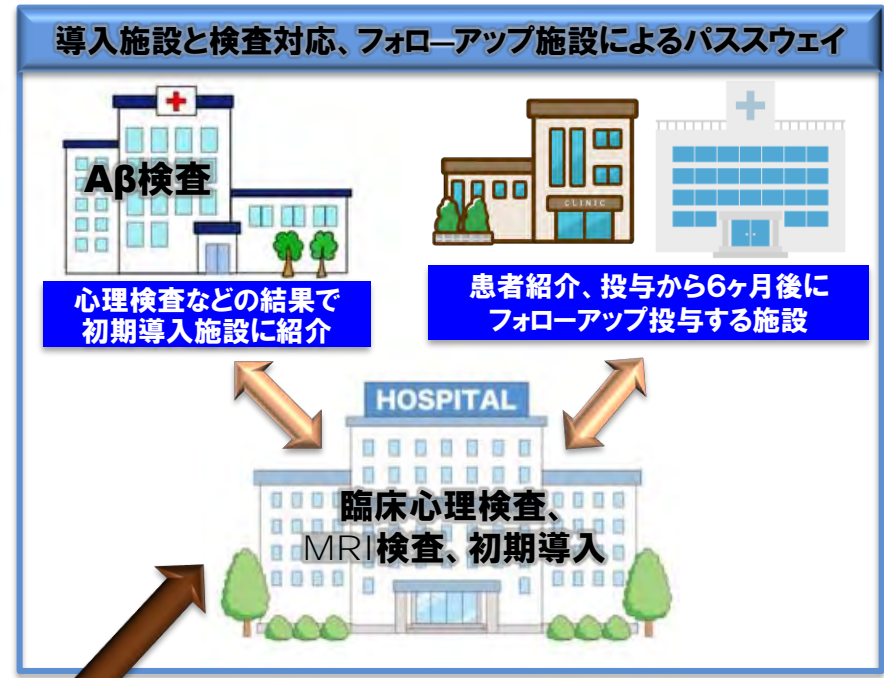 導入施設と検査対応、フォローアップ施設によるパススウェイ
Aβ検査
CLINIC
心理検査などの結果で
初期導入施設に紹介
患者紹介、投与から6ヶ月後に
フォローアップ投与する施設
HOSPITAL
臨床心理検査、
MRI検査、初期導入